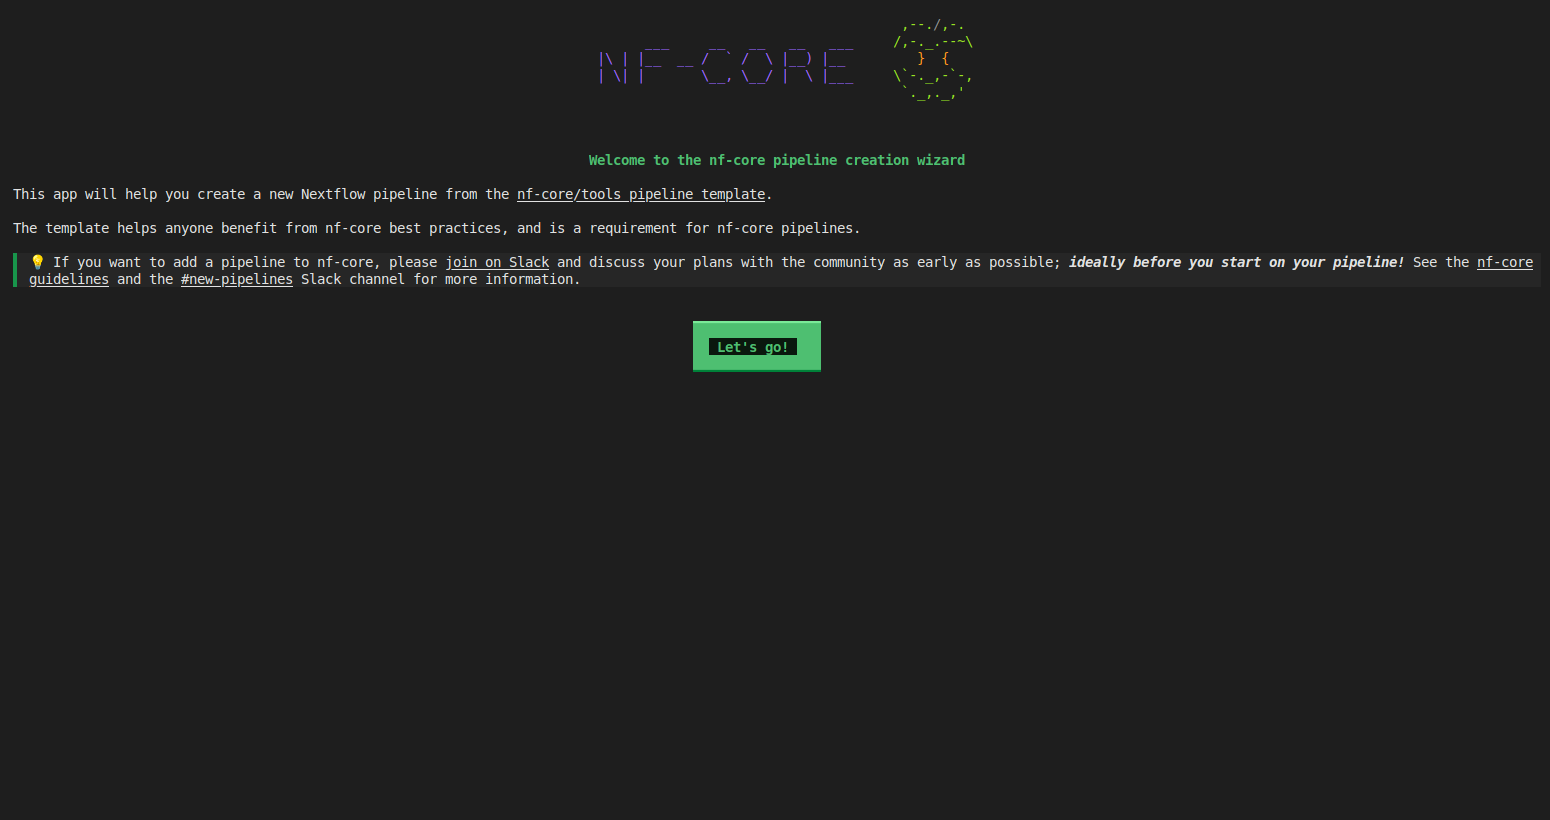 NF-CORE
Welcome to the nf-core pipeline creation wizard
This app will help you create a new Nextflow pipeline from the nf-core/tools pipeline template.
The template helps anyone benefit from nf-core best practices, and is a requirement for nf-core pipelines.
💡 If you want to add a pipeline to nf-core, please join on Slack and discuss your plans with the community as early as possible; ideally before you start on your pipeline! See the nf-core
guidelines and the #new-pipelines Slack channel for more information.
Let's go!